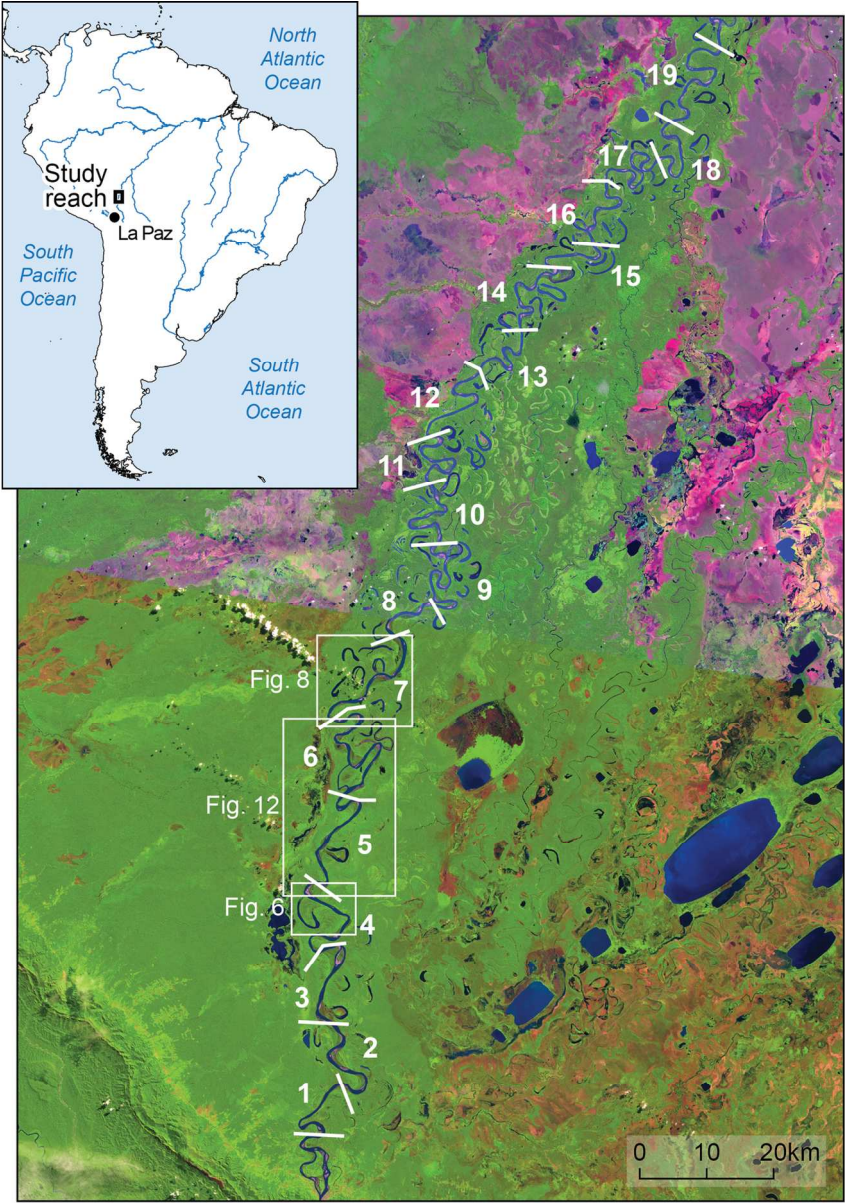 North
Atlantic
Ocean
Study
reach
La Paz
South
Pacific
Ocean
South
Atlantic
Ocean
19
17
18
16
15
14
13
12
11
10
9
8
Fig. 8
7
6
Fig. 12
5
Fig. 6
4
3
2
1
0 10 20km